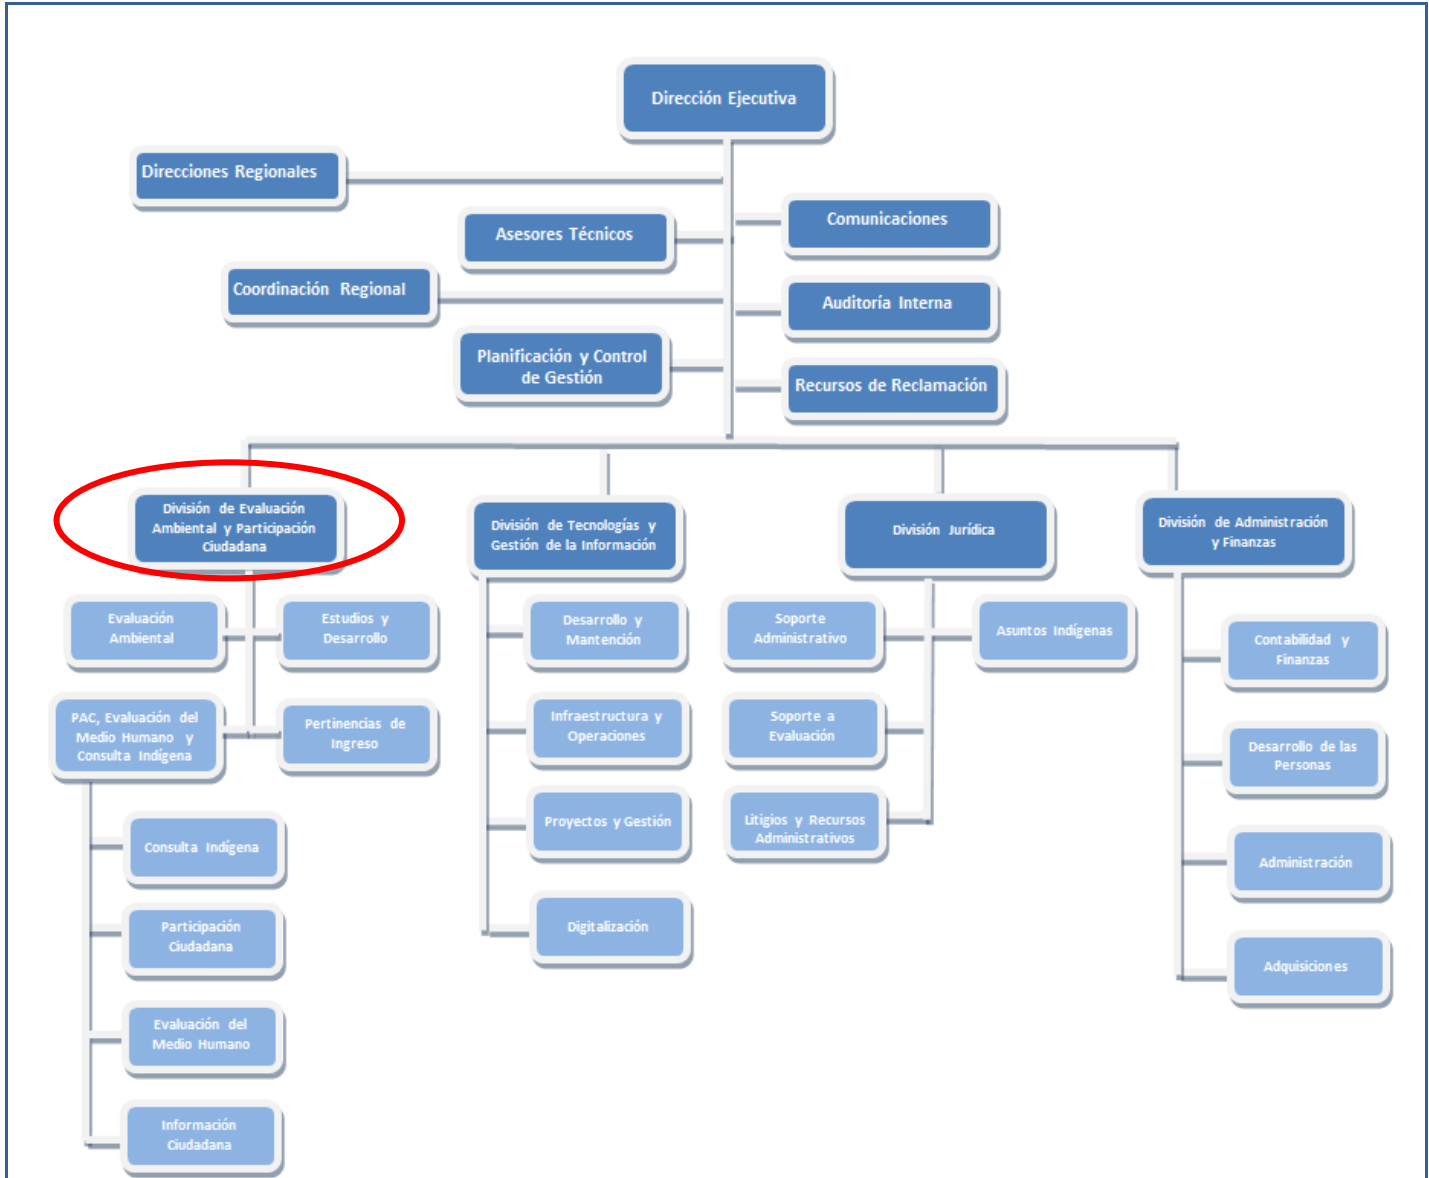 Dirección Ejecutiva
Direcciones Regionales
Comunicaciones
Asesores Técnicos
Coordinación Regional
Auditoría Interna
Planificación y Control
de Gestión
Recursos de Reclamación
División de Evaluación
Ambiental y Participación
Ciudadana
División de Tecnologías y
Gestión de la Información
División Jurídica
División de Administración
y Finanzas
Evaluación
Ambiental
Estudios y
Desarrollo
PAC, Evaluación del
Medio Humano y
Consulta Indígena
Pertinencias de
Ingreso
Consulta Indígena
Participación
Ciudadana
Evaluación del
Medio Humano
Información
Ciudadana
Desarrollo y
Mantención
Infraestructura y
Operaciones
Proyectos y Gestión
Digitalización
Soporte
Administrativo
Asuntos Indígenas
Soporte a
Evaluación
Litigios y Recursos
Administrativos
Contabilidad y
Finanzas
Desarrollo de las
Personas
Administración
Adquisiciones